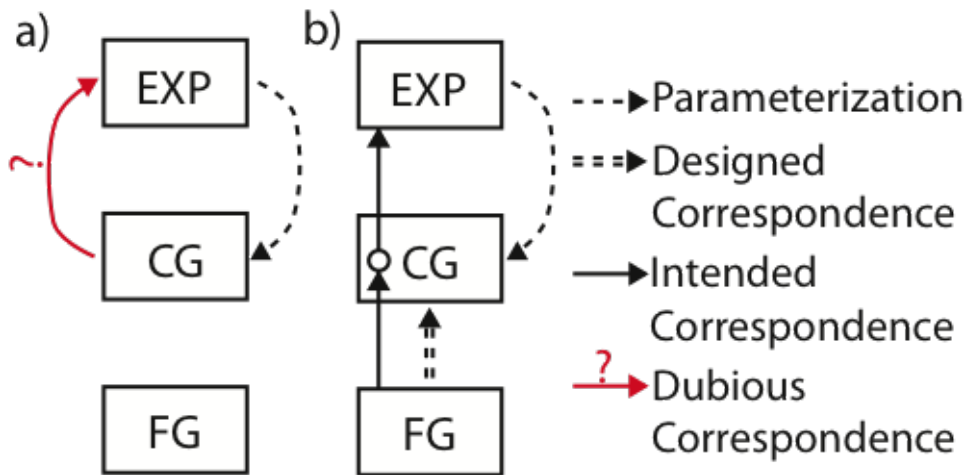 a)
EXP
CG
FG
?
b)
EXP
CG
FG
Parameterization
Designed
Correspondence
Intended
Correspondence
?
Dubious
Correspondence